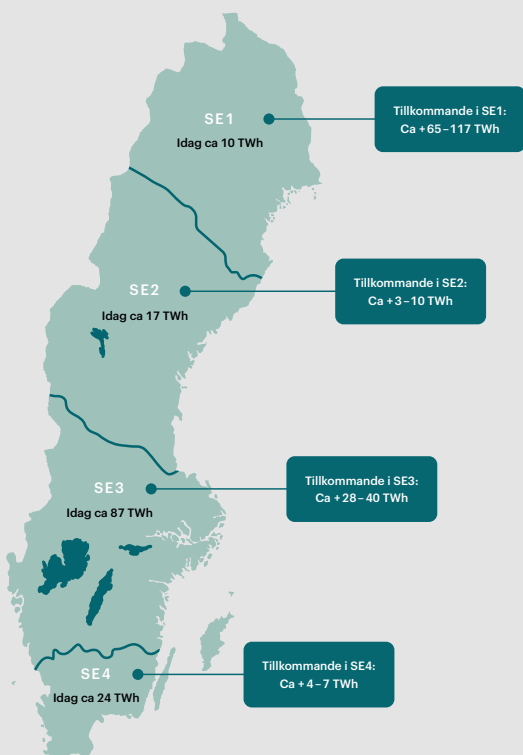 SE1
Idag ca 10 TWh
Tillkommande i SE1:
Ca +65–117 TWh
SE2
Idag ca 17 TWh
Tillkommande i SE2:
Ca +3–10 TWh
SE3
Idag ca 87 TWh
Tillkommande i SE3:
Ca +28–40 TWh
SE4
Idag ca 24 TWh
Tillkommande i SE4:
Ca +4–7 TWh